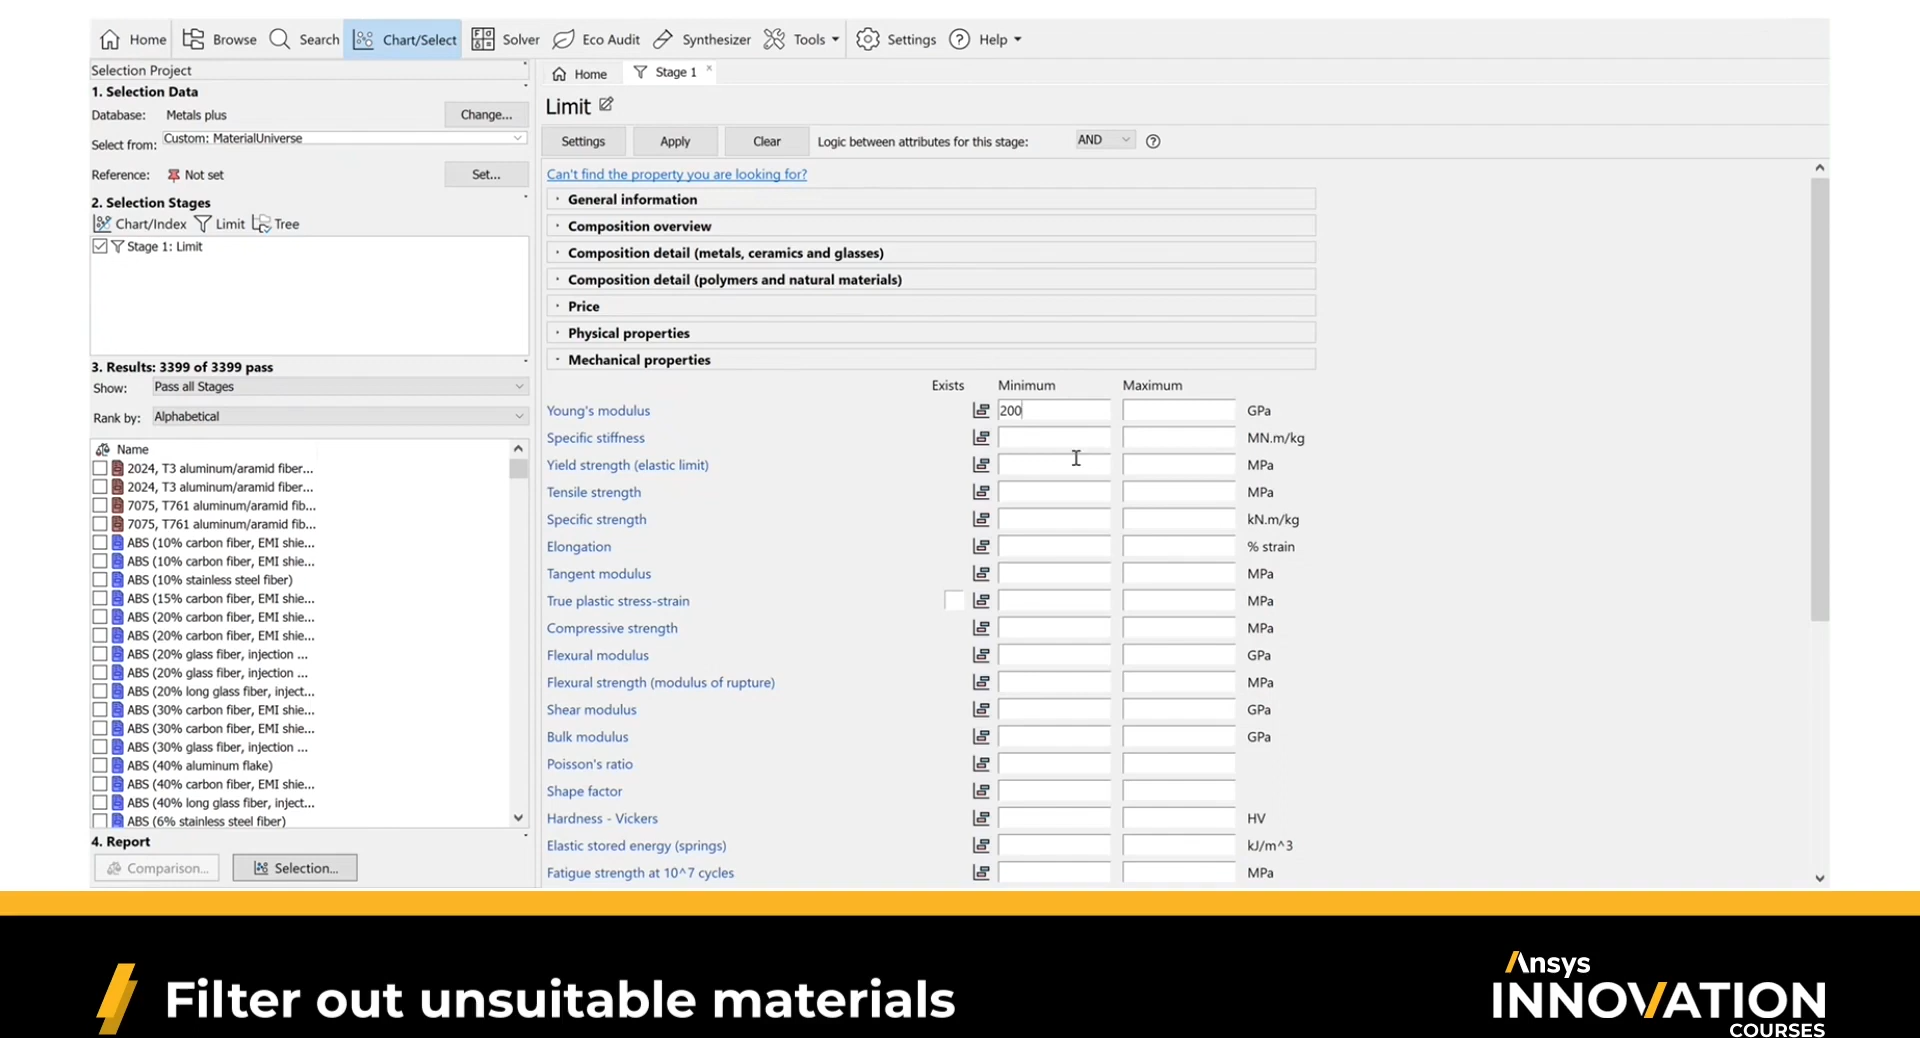 Home Browse Search Chart/Select Solver Eco Audit Synthesizer Tools Settings Help
Selection Project
1. Selection Data
Database: Metals plus Change...
Select from: Custom: MaterialUniverse
Reference: Not set Set...
2. Selection Stages
Chart/Index Limit Tree
Stage 1: Limit
3. Results: 3399 of 3399 pass
Show: Pass all Stages
Rank by: Alphabetical
Name
2024, T3 aluminum/aramid fiber...
2024, T3 aluminum/aramid fiber...
7075, T761 aluminum/aramid fib...
7075, T761 aluminum/aramid fib...
ABS (10% carbon fiber, EMI shie...
ABS (10% carbon fiber, EMI shie...
ABS (10% stainless steel fiber)
ABS (15% carbon fiber, EMI shie...
ABS (20% carbon fiber, EMI shie...
ABS (20% carbon fiber, EMI shie...
ABS (20% glass fiber, injection ...
ABS (20% glass fiber, injection ...
ABS (20% long glass fiber, inject...
ABS (30% carbon fiber, EMI shie...
ABS (30% carbon fiber, EMI shie...
ABS (30% glass fiber, injection ...
ABS (40% aluminum flake)
ABS (40% carbon fiber, EMI shie...
ABS (40% long glass fiber, inject...
ABS (6% stainless steel fiber)
4. Report
Comparison... Selection...
Home Stage 1 ×
Limit
Settings Apply Clear Logic between attributes for this stage: AND ?
Can't find the property you are looking for?
General information
Composition overview
Composition detail (metals, ceramics and glasses)
Composition detail (polymers and natural materials)
Price
Physical properties
Mechanical properties
Exists Minimum Maximum
Young's modulus 200 GPa
Specific stiffness MN.m/kg
Yield strength (elastic limit) MPa
Tensile strength MPa
Specific strength kN.m/kg
Elongation % strain
Tangent modulus MPa
True plastic stress-strain MPa
Compressive strength MPa
Flexural modulus GPa
Flexural strength (modulus of rupture) MPa
Shear modulus GPa
Bulk modulus GPa
Poisson's ratio
Shape factor
Hardness - Vickers HV
Elastic stored energy (springs) kJ/m^3
Fatigue strength at 10^7 cycles MPa
Filter out unsuitable materials
Ansys
INNOVATION
COURSES